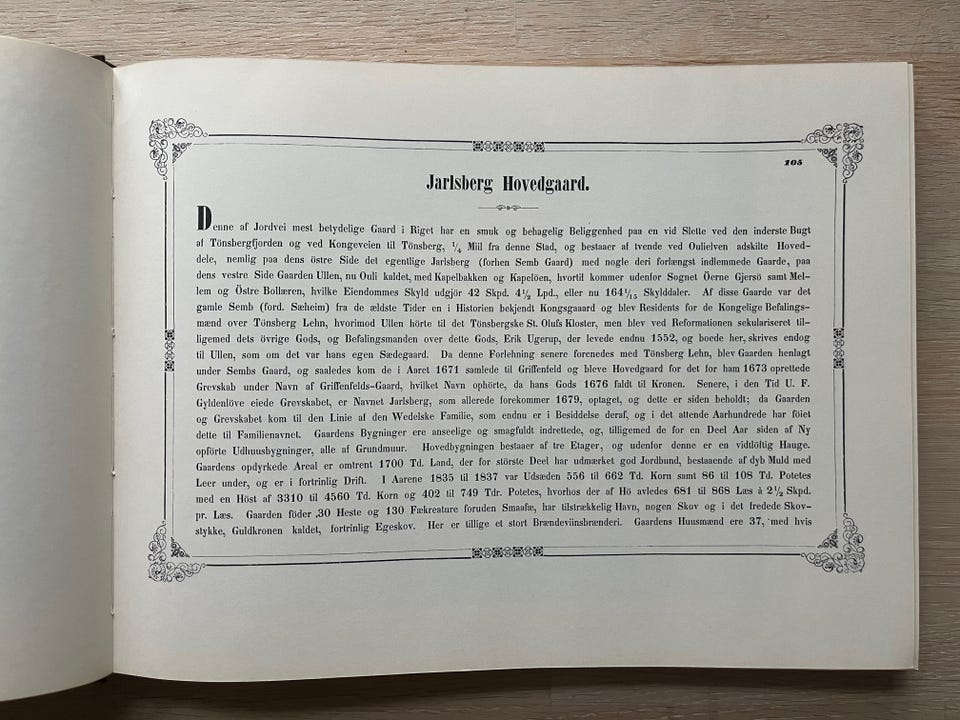 105
Jarlsberg Hovedgaard.
Denne af Jordvei mest betydelige Gaard i Riget har en smuk og behagelig Beliggenhed paa en vid Slette ved den inderste Bugt
af Tönsbergfjorden og ved Kongeveien til Tönsberg, 1/4 Miil fra denne Stad, og bestaaer af tvende ved Oulielven adskilte Hoved-
dele, nemlig paa dens östre Side det egentlige Jarlsberg (forhen Semb Gaard) med nogle deri forlængst indlemmede Gaarde, paa
dens vestre Side Gaarden Ullen, nu Ouli kaldet, med Kapelbakken og Kapelöen, hvortil kommer udenfor Sognet Öerne Gjersö samt Mel-
lem og Östre Bollæren, hvilke Eiendommes Skyld udgjör 42 Skpd. 4 1/2 Lpd., eller nu 164 1/15 Skylddaler. Af disse Gaarde var det
gamle Semb (ford. Sæheim) fra de ældste Tider en i Historien bekjendt Kongsgaard og blev Residents for de Kongelige Befalings-
mænd over Tönsberg Lehn, hvorimod Ullen hörte til det Tönsbergske St. Olufs Kloster, men blev ved Reformationen sekulariseret til-
ligemed dets övrige Gods, og Befalingsmanden over dette Gods, Erik Ugerup, der levede endnu 1552, og boede her, skrives endog
til Ullen, som om det var hans egen Sædegaard. Da denne Forlehning senere forenedes med Tönsberg Lehn, blev Gaarden henlagt
under Sembs Gaard, og saaledes kom de i Aaret 1671 samlede til Griffenfeld og bleve Hovedgaard for det for ham 1673 oprettede
Grevskab under Navn af Griffenfelds-Gaard, hvilket Navn ophörte, da hans Gods 1676 faldt til Kronen. Senere, i den Tid U. F.
Gyldenlöve eiede Grevskabet, er Navnet Jarlsberg, som allerede forekommer 1679, optaget, og dette er siden beholdt; da Gaarden
og Grevskabet kom til den Linie af den Wedelske Familie, som endnu er i Besiddelse deraf, og i det attende Aarhundrede har föiet
dette til Familienavnet. Gaardens Bygninger ere anseelige og smagfuldt indrettede, og, tilligemed de for en Deel Aar siden af Ny
opförte Udhuusbygninger, alle af Grundmuur. Hovedbygningen bestaaer af tre Etager, og udenfor denne er en vidtlöftig Hauge.
Gaardens opdyrkede Areal er omtrent 1700 Td. Land, der for störste Deel har udmærket god Jordbund, bestaaende af dyb Muld med
Leer under, og er i fortrinlig Drift. I Aarene 1835 til 1837 var Udsæden 556 til 662 Td. Korn samt 86 til 108 Td. Potetes
med en Höst af 3310 til 4560 Td. Korn og 402 til 749 Tdr. Potetes, hvorhos der af Hö avledes 681 til 868 Læs à 2 1/2 Skpd.
pr. Læs. Gaarden föder 30 Heste og 130 Fækreature foruden Smaafæ, har tilstrækkelig Havn, nogen Skov og i det fredede Skov-
stykke, Guldkronen kaldet, fortrinlig Egeskov. Her er tillige et stort Brændeviinsbrænderi. Gaardens Huusmænd ere 37, med hvis